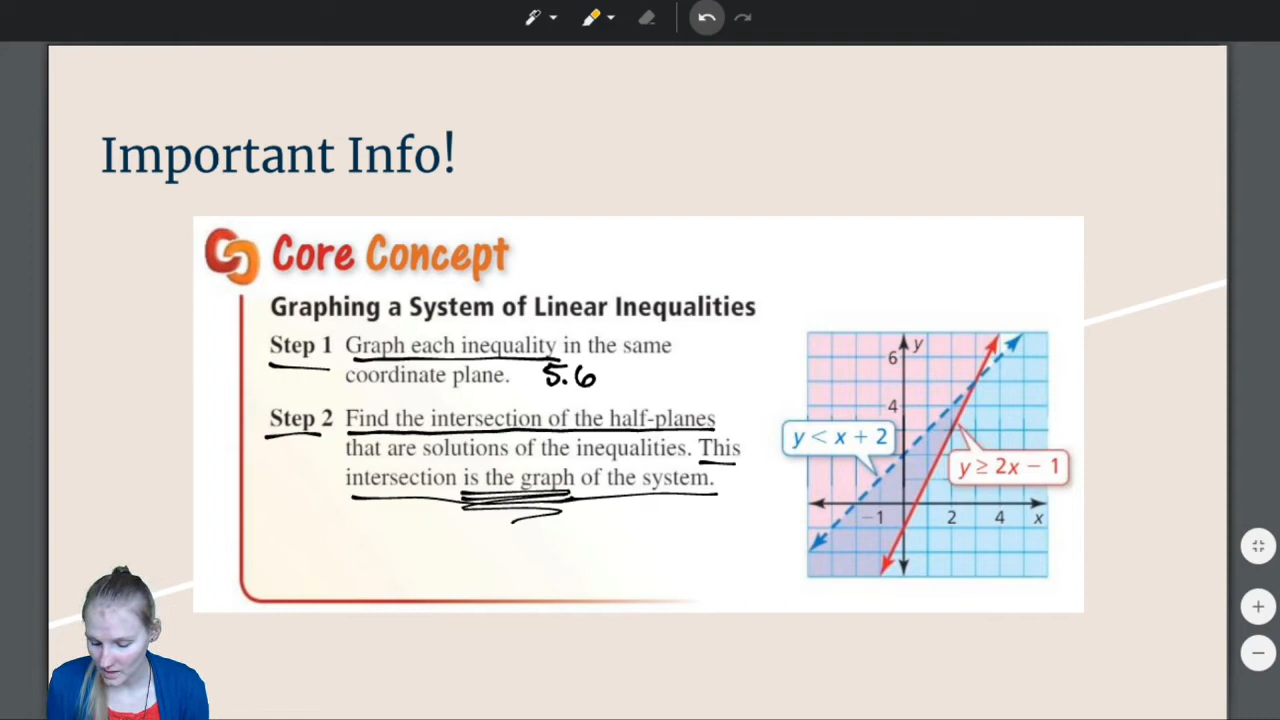 Important Info!
Core Concept
Graphing a System of Linear Inequalities
Step 1 Graph each inequality in the same
coordinate plane. 5.6
Step 2 Find the intersection of the half-planes
that are solutions of the inequalities. This
intersection is the graph of the system.
y
6
4
y < x + 2
y ≥ 2x − 1
−1 2 4 x